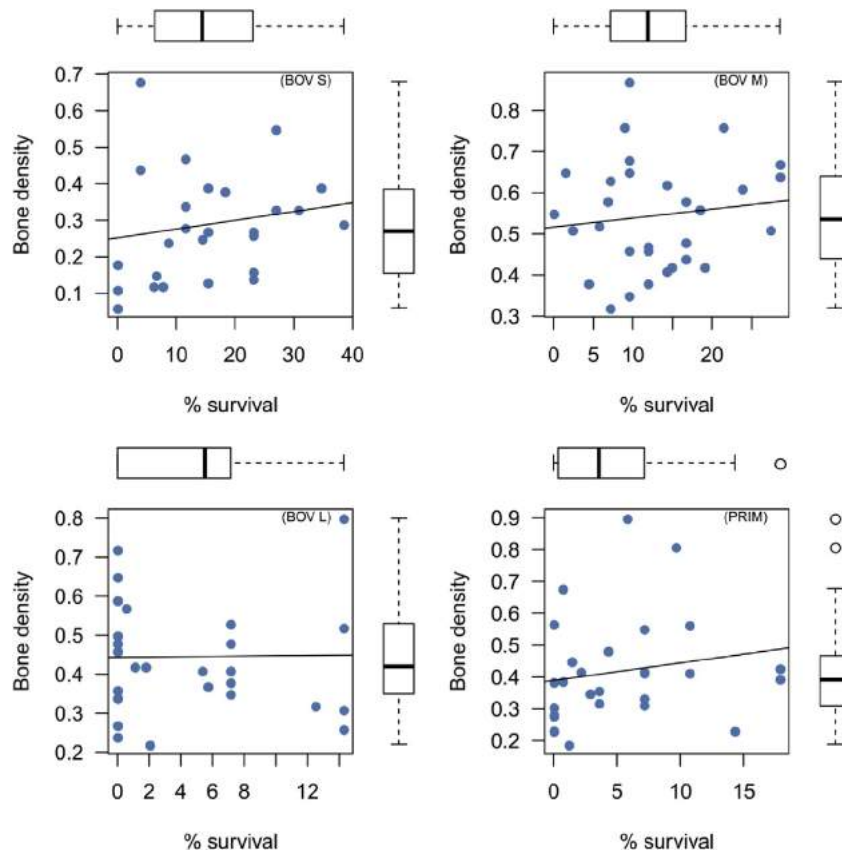 (BOV S)
0.7
0.6
0.5
0.4
0.3
0.2
0.1
Bone density
0 10 20 30 40
% survival
(BOV M)
0.8
0.7
0.6
0.5
0.4
0.3
Bone density
0 5 10 20
% survival
(BOV L)
0.8
0.7
0.6
0.5
0.4
0.3
0.2
Bone density
0 2 4 6 8 12
% survival
(PRIM)
0.9
0.8
0.7
0.6
0.5
0.4
0.3
0.2
Bone density
0 5 10 15
% survival